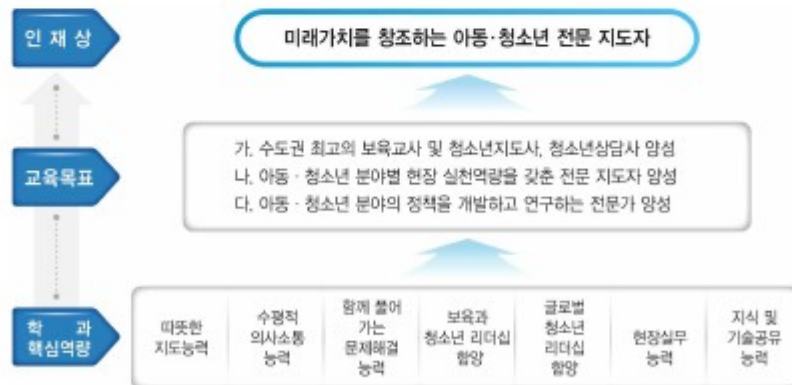 인 재 상
미래가치를 창조하는 아동·청소년 전문 지도자
교육목표
가. 수도권 최고의 보육교사 및 청소년지도사, 청소년상담사 양성
나. 아동·청소년 분야별 현장 실천역량을 갖춘 전문 지도자 양성
다. 아동·청소년 분야의 정책을 개발하고 연구하는 전문가 양성
학 과
핵심역량
따뜻한
지도능력
수평적
의사소통
능력
함께 풀어
가는
문제해결
능력
보육과
청소년 리더십
함양
글로벌
청소년
리더십
함양
현장실무
능력
지식 및
기술공유
능력